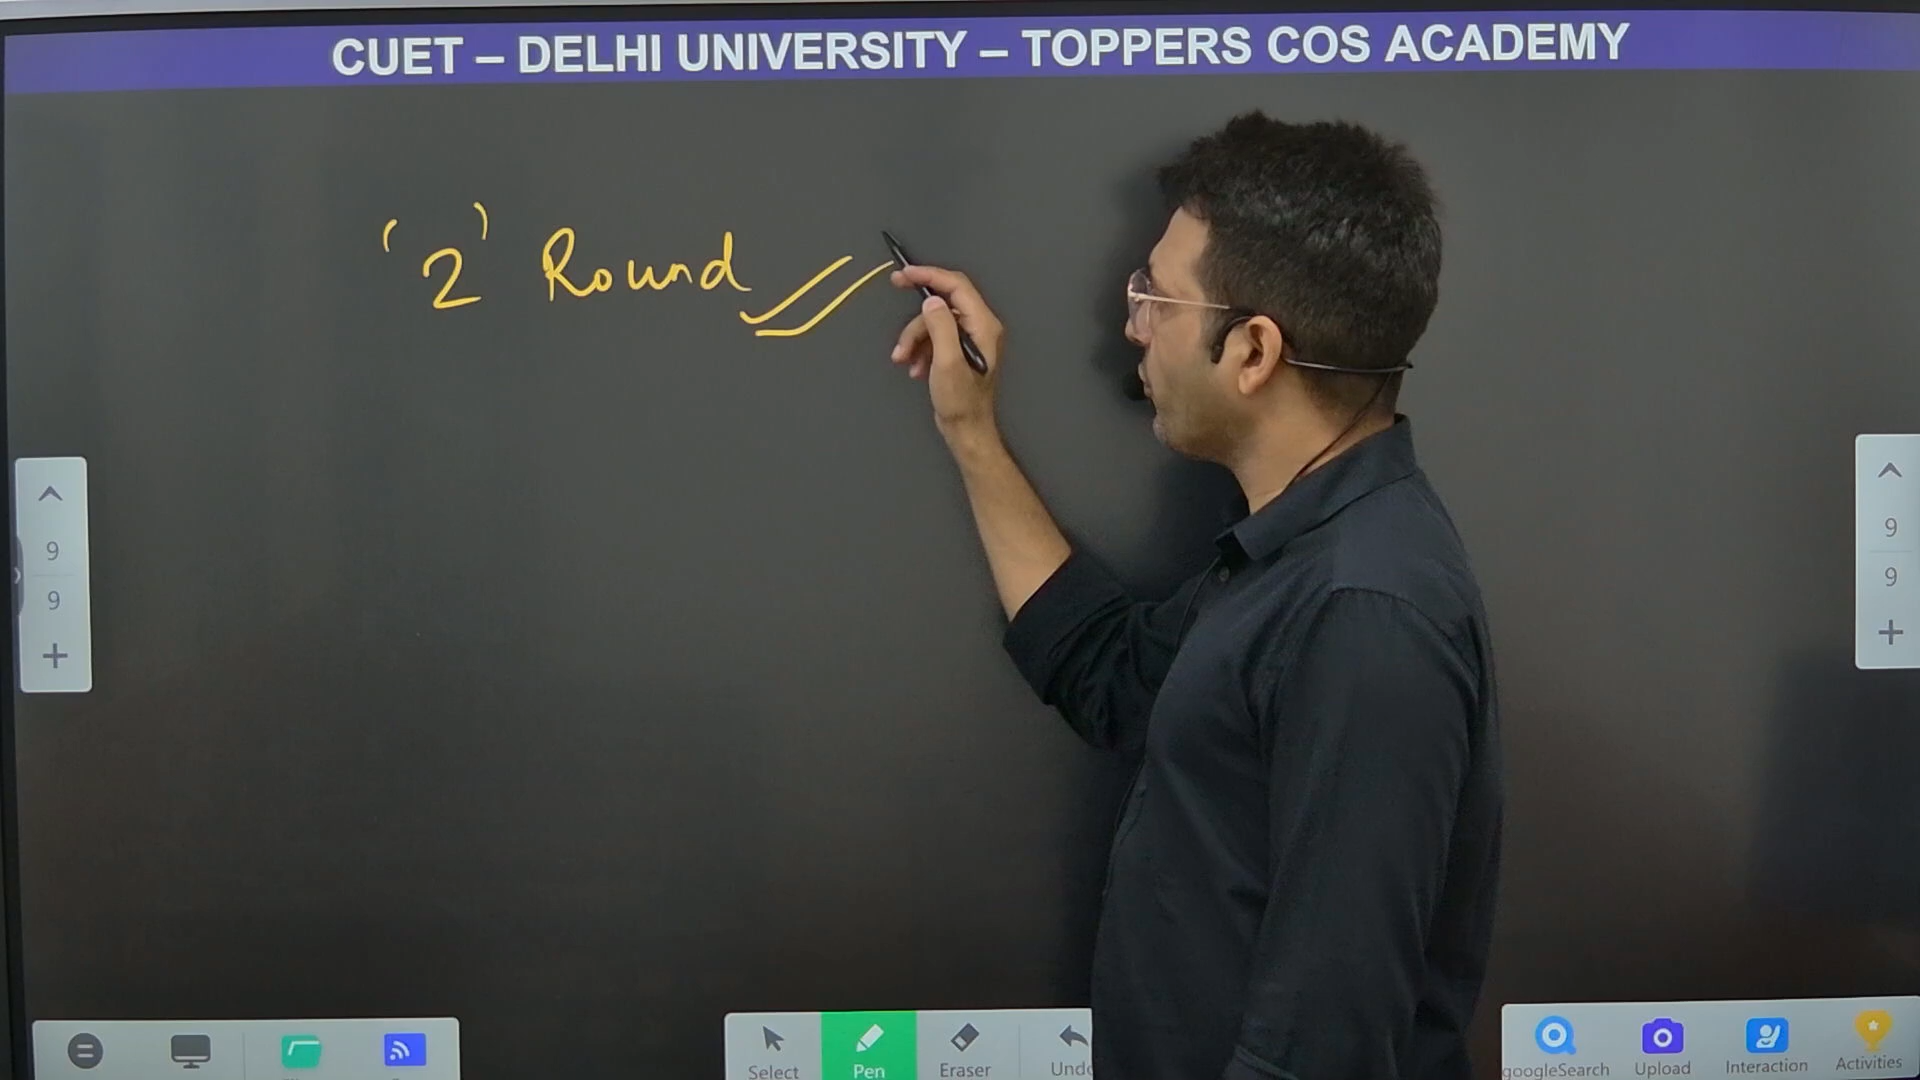 CUET – DELHI UNIVERSITY – TOPPERS COS ACADEMY
'2' Round
9
9
9
9
Select
Pen
Eraser
Undo
googleSearch
Upload
Interaction
Activities